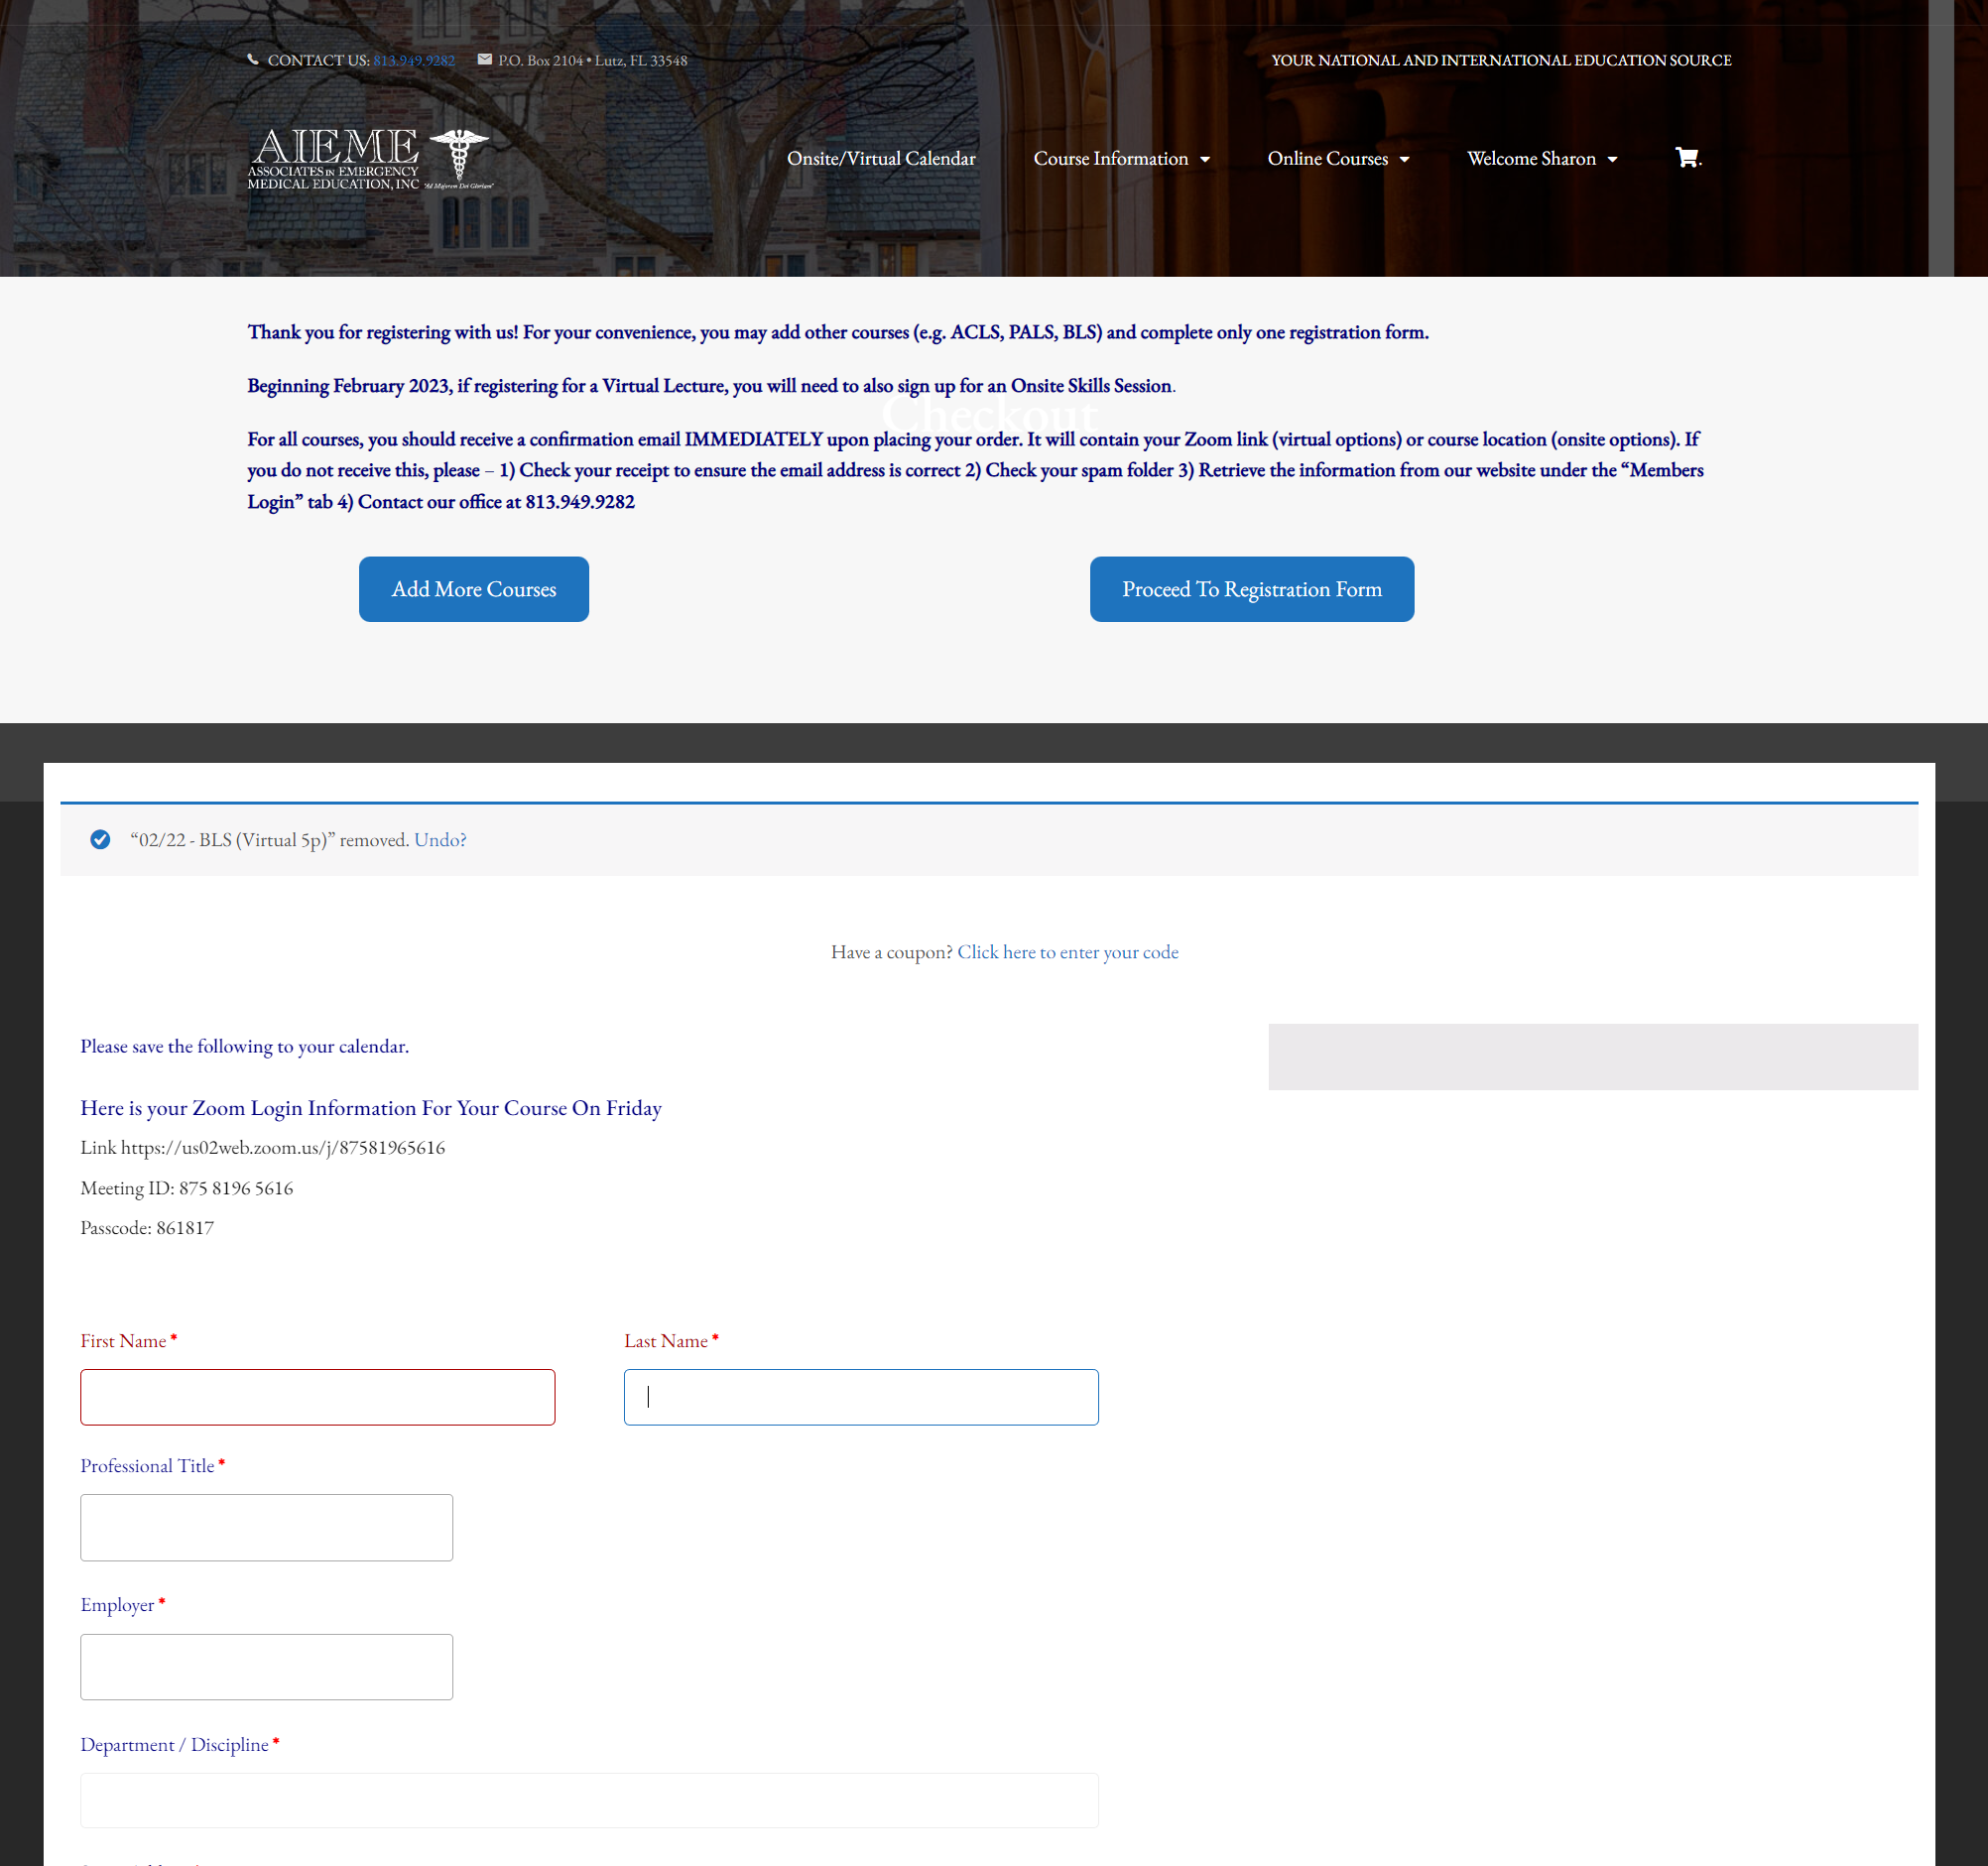 CONTACT US: 813.949.9282 P.O. Box 2104 • Lutz, FL 33548
YOUR NATIONAL AND INTERNATIONAL EDUCATION SOURCE
AIEME
ASSOCIATES IN EMERGENCY
MEDICAL EDUCATION, INC "Ad Majorem Dei Gloriam"
Onsite/Virtual Calendar Course Information Online Courses Welcome Sharon
Thank you for registering with us! For your convenience, you may add other courses (e.g. ACLS, PALS, BLS) and complete only one registration form.
Beginning February 2023, if registering for a Virtual Lecture, you will need to also sign up for an Onsite Skills Session.
Checkout
For all courses, you should receive a confirmation email IMMEDIATELY upon placing your order. It will contain your Zoom link (virtual options) or course location (onsite options). If
you do not receive this, please – 1) Check your receipt to ensure the email address is correct 2) Check your spam folder 3) Retrieve the information from our website under the “Members
Login” tab 4) Contact our office at 813.949.9282
Add More Courses
Proceed To Registration Form
“02/22 - BLS (Virtual 5p)” removed. Undo?
Have a coupon? Click here to enter your code
Please save the following to your calendar.
Here is your Zoom Login Information For Your Course On Friday
Link https://us02web.zoom.us/j/87581965616
Meeting ID: 875 8196 5616
Passcode: 861817
First Name *
Last Name *
Professional Title *
Employer *
Department / Discipline *